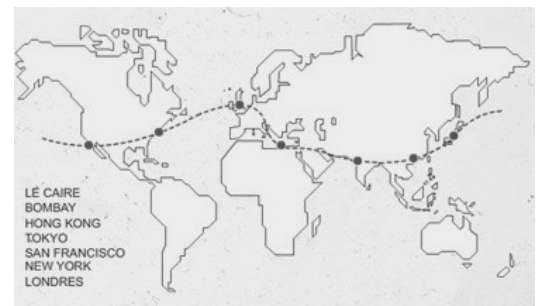 LE CAIRE
BOMBAY
HONG KONG
TOKYO
SAN FRANCISCO
NEW YORK
LONDRES